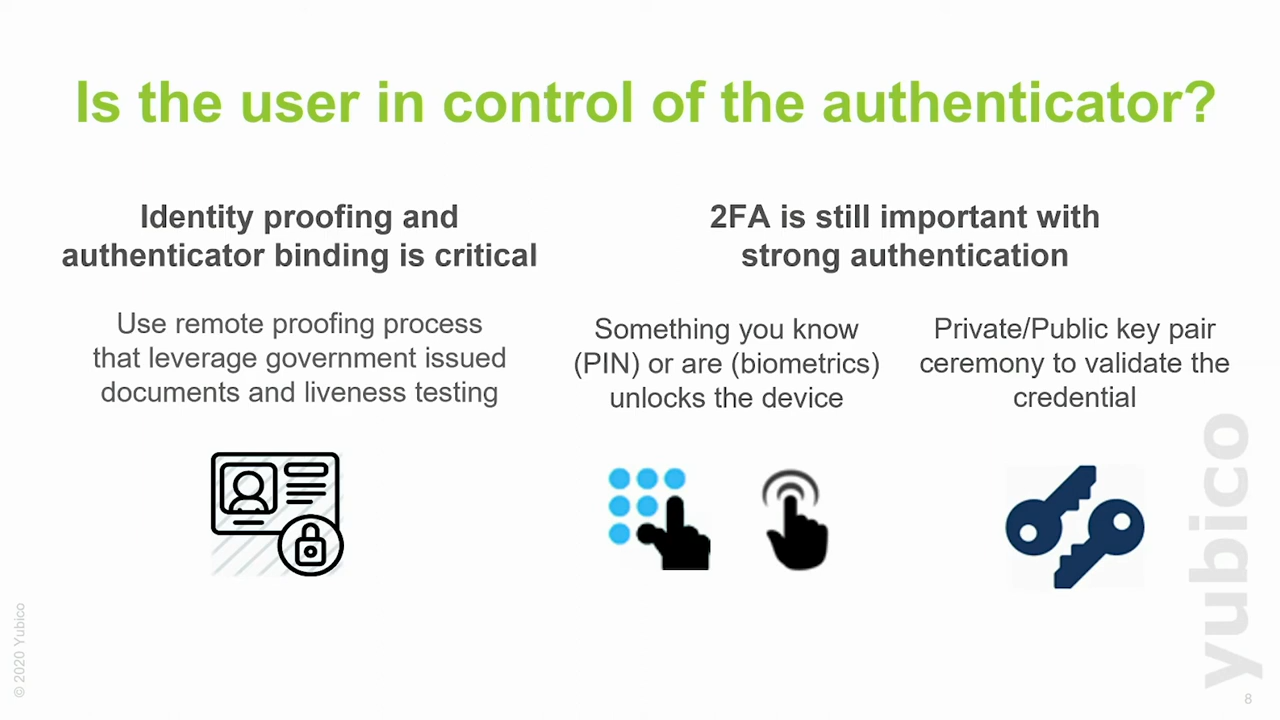 Is the user in control of the authenticator?
Identity proofing and
authenticator binding is critical
Use remote proofing process
that leverage government issued
documents and liveness testing
2FA is still important with
strong authentication
Something you know
(PIN) or are (biometrics)
unlocks the device
Private/Public key pair
ceremony to validate the
credential
yubico
© 2020 Yubico
8